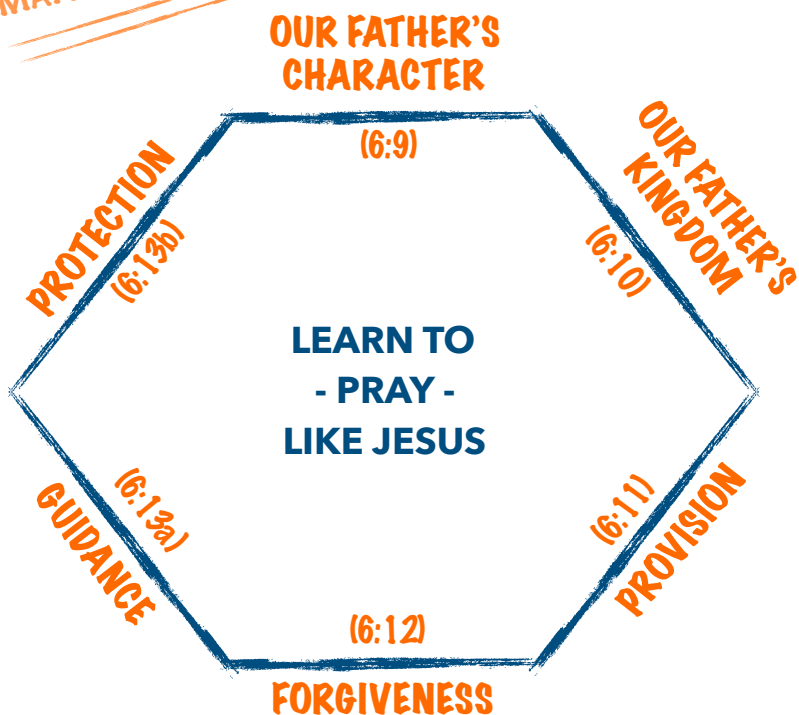 OUR FATHER'S
CHARACTER
(6:9)
OUR FATHER'S
KINGDOM
(6:10)
PROVISION
(6:11)
FORGIVENESS
(6:12)
GUIDANCE
(6:13a)
PROTECTION
(6:13b)
LEARN TO
- PRAY -
LIKE JESUS